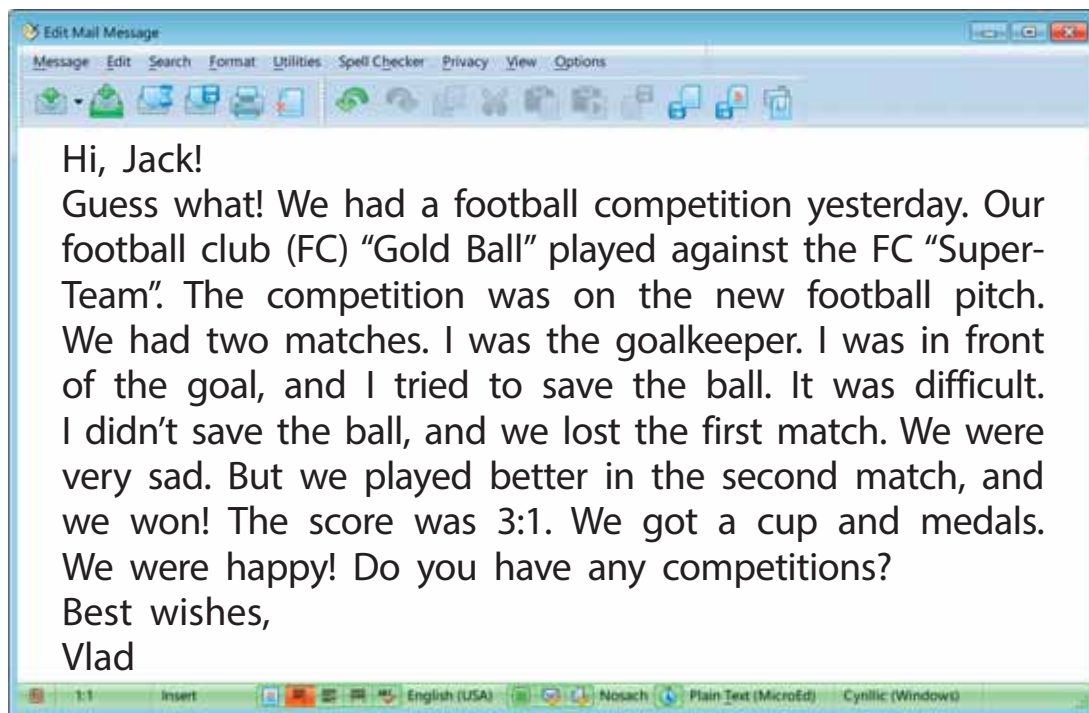 Edit Mail Message
Message Edit Search Format Utilities Spell Checker Privacy View Options
Hi, Jack!
Guess what! We had a football competition yesterday. Our
football club (FC) “Gold Ball” played against the FC “Super-
Team”. The competition was on the new football pitch.
We had two matches. I was the goalkeeper. I was in front
of the goal, and I tried to save the ball. It was difficult.
I didn’t save the ball, and we lost the first match. We were
very sad. But we played better in the second match, and
we won! The score was 3:1. We got a cup and medals.
We were happy! Do you have any competitions?
Best wishes,
Vlad
1:1 Insert English (USA) Nosach Plain Text (MicroEd) Cyrillic (Windows)